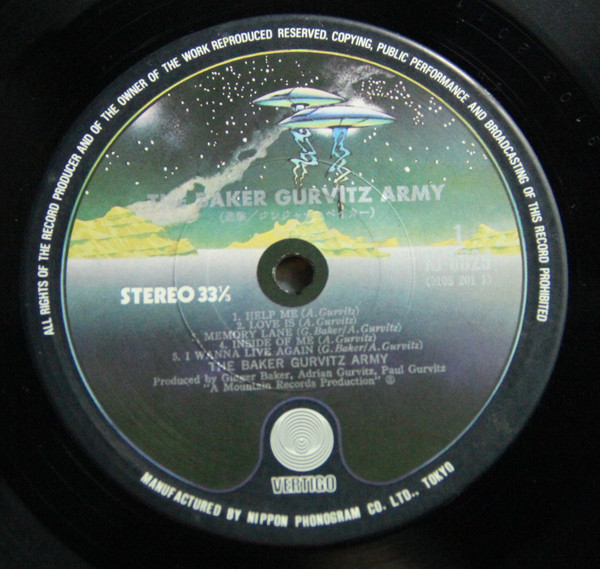 ALL RIGHTS OF THE RECORD PRODUCER AND OF THE OWNER OF THE WORK REPRODUCED RESERVED. COPYING, PUBLIC PERFORMANCE AND BROADCASTING OF THIS RECORD PROHIBITED
THE BAKER GURVITZ ARMY
1
STEREO 33⅓
1. HELP ME (A. Gurvitz)
2. LOVE IS (A. Gurvitz)
3. MEMORY LANE (G. Baker/A. Gurvitz)
4. INSIDE OF ME (A. Gurvitz)
5. I WANNA LIVE AGAIN (G. Baker/A. Gurvitz)
THE BAKER GURVITZ ARMY
Produced by Ginger Baker, Adrian Gurvitz, Paul Gurvitz
"A Mountain Records Production"
VERTIGO
MANUFACTURED BY NIPPON PHONOGRAM CO. LTD., TOKYO